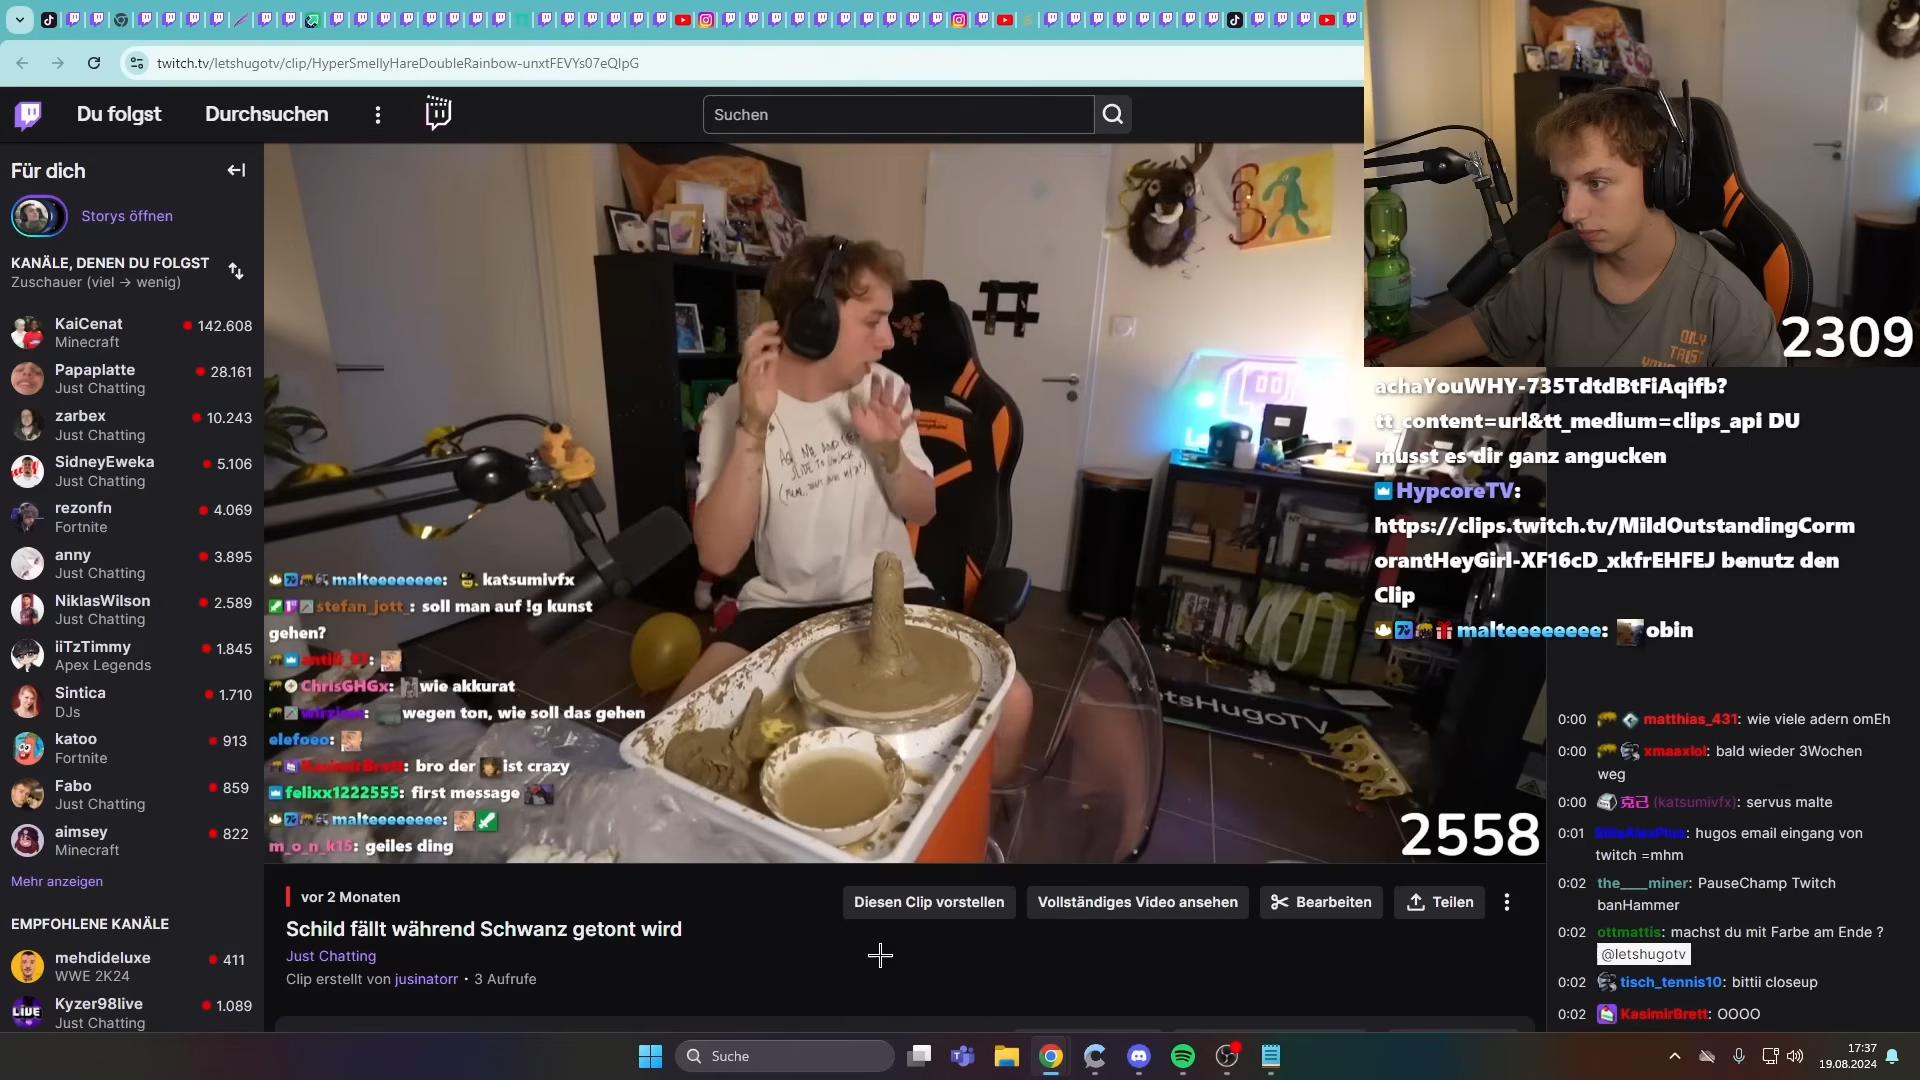 twitch.tv/letshugotv/clip/HyperSmellyHareDoubleRainbow-unxtFEVYs07eQIpG
Du folgst
Durchsuchen
Suchen
Für dich
Storys öffnen
KANÄLE, DENEN DU FOLGST
Zuschauer (viel → wenig)
KaiCenat 142.608
Minecraft
Papaplatte 28.161
Just Chatting
zarbex 10.243
Just Chatting
SidneyEweka 5.106
Just Chatting
rezonfn 4.069
Fortnite
anny 3.895
Just Chatting
NiklasWilson 2.589
Just Chatting
iiTzTimmy 1.845
Apex Legends
Sintica 1.710
DJs
katoo 913
Fortnite
Fabo 859
Just Chatting
aimsey 822
Minecraft
Mehr anzeigen
EMPFOHLENE KANÄLE
mehdideluxe 411
WWE 2K24
Kyzer98live 1.089
Just Chatting
malteeeeeeee: katsumivfx
stefan_jott_: soll man auf !g kunst
gehen?
ChrisGHGx: wie akkurat
wegen ton, wie soll das gehen
elefoeo:
KasimirBrett: bro der ist crazy
felixx1222555: first message
malteeeeeeee:
m_o_n_k15: geiles ding
etsHugoTV
2558
vor 2 Monaten
Schild fällt während Schwanz getont wird
Just Chatting
Clip erstellt von jusinatorr • 3 Aufrufe
Diesen Clip vorstellen
Vollständiges Video ansehen
Bearbeiten
Teilen
ONLY
TRUST
2309
achaYouWHY-735TdtdBtFiAqifb?
tt_content=url&tt_medium=clips_api DU
musst es dir ganz angucken
HypcoreTV:
https://clips.twitch.tv/MildOutstandingCorm
orantHeyGirl-XF16cD_xkfrEHFEJ benutz den
Clip
malteeeeeeee: obin
0:00 matthias_431: wie viele adern omEh
0:00 xmaaxlol: bald wieder 3Wochen
weg
0:00 克己 (katsumivfx): servus malte
0:01 hugos email eingang von
twitch =mhm
0:02 the____miner: PauseChamp Twitch
banHammer
0:02 ottmattis: machst du mit Farbe am Ende ?
@letshugotv
0:02 tisch_tennis10: bittii closeup
0:02 KasimirBrett: OOOO
Suche
17:37
19.08.2024